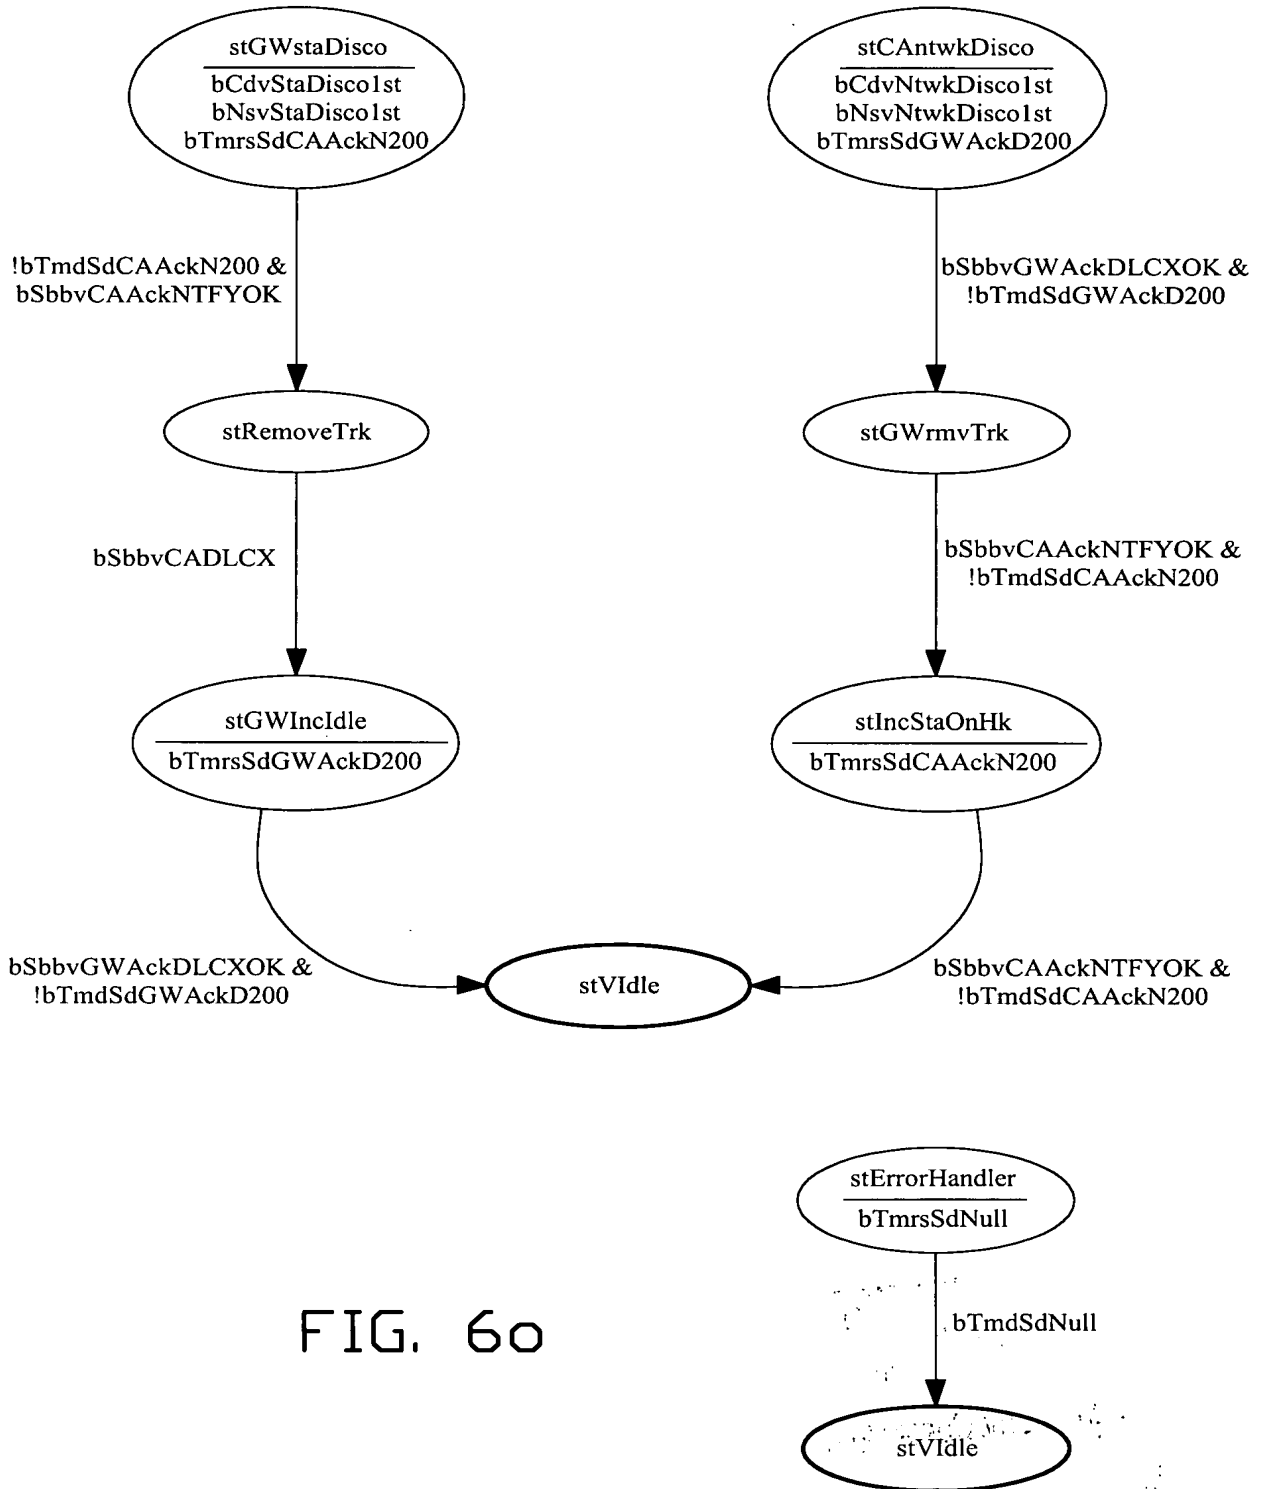 stGWstaDisco
bCdvStaDisco1st
bNsvStaDisco1st
bTmrsSdCAAckN200
stCAntwkDisco
bCdvNtwkDisco1st
bNsvNtwkDisco1st
bTmrsSdGWAckD200
!bTmdSdCAAckN200 &
bSbbvCAAckNTFYOK
bSbbvGWAckDLCXOK &
!bTmdSdGWAckD200
stRemoveTrk
stGWrmvTrk
bSbbvCADLCX
bSbbvCAAckNTFYOK &
!bTmdSdCAAckN200
stGWIncIdle
bTmrsSdGWAckD200
stIncStaOnHk
bTmrsSdCAAckN200
bSbbvGWAckDLCXOK &
!bTmdSdGWAckD200
stVIdle
bSbbvCAAckNTFYOK &
!bTmdSdCAAckN200
stErrorHandler
bTmrsSdNull
FIG. 6o
bTmdSdNull
stVIdle